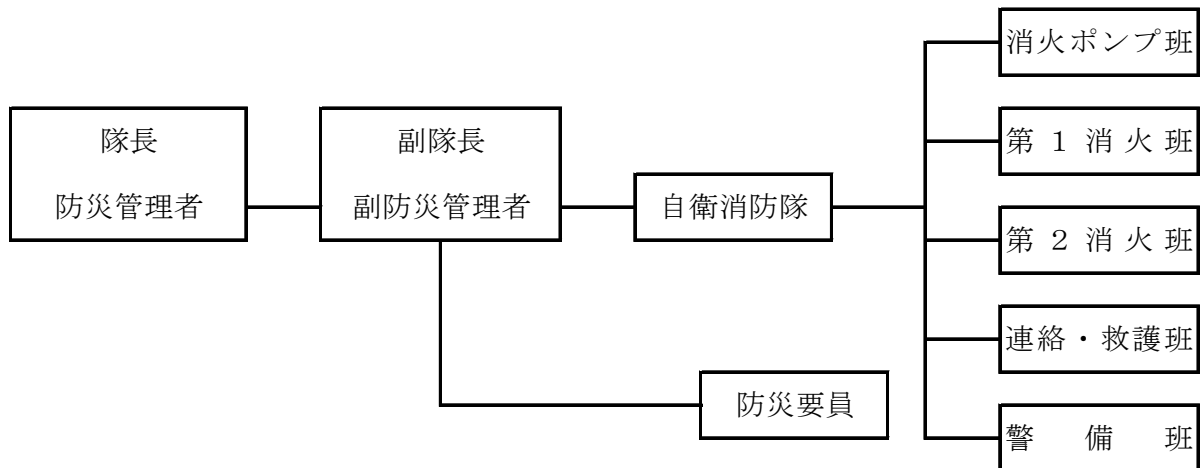 隊長
防災管理者
副隊長
副防災管理者
自衛消防隊
防災要員
消火ポンプ班
第１消火班
第２消火班
連絡・救護班
警備班